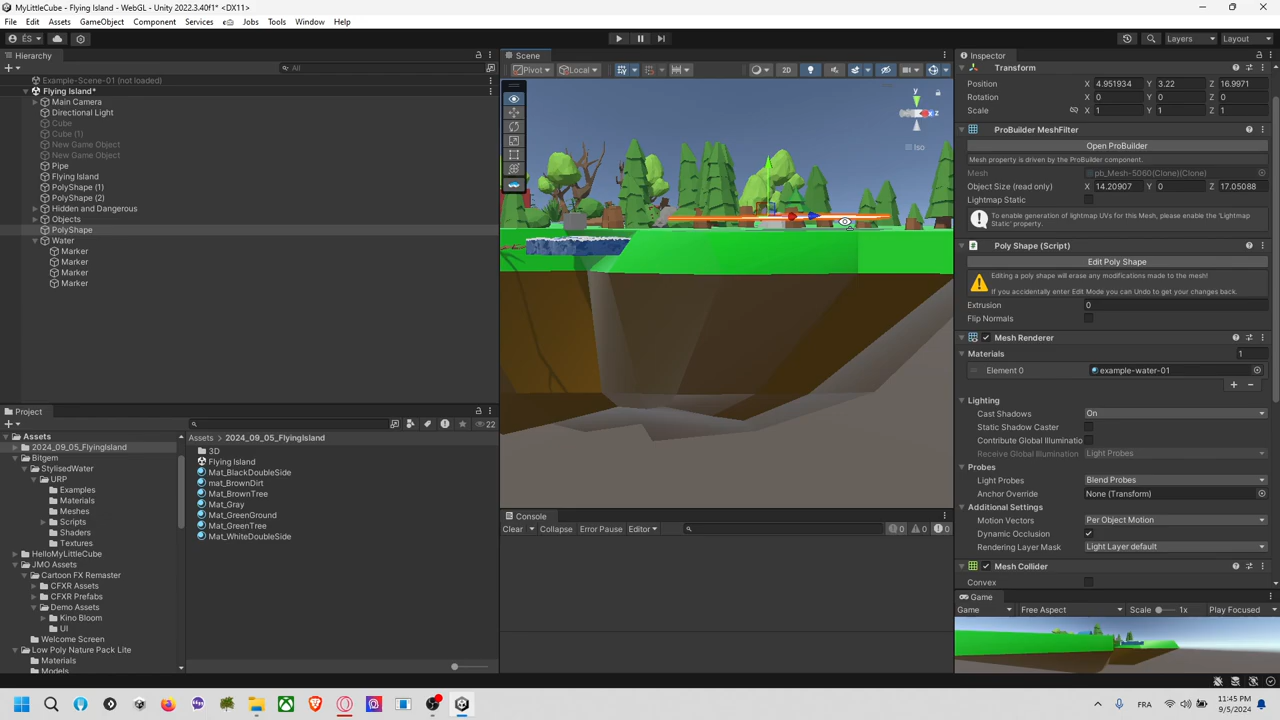 MyLittleCube - Flying Island - WebGL - Unity 2022.3.40f1* <DX11>
File Edit Assets GameObject Component Services Jobs Tools Window Help
ÉS
Layers Layout
Hierarchy
All
Example-Scene-01 (not loaded)
Flying Island*
Main Camera
Directional Light
Cube
Cube (1)
New Game Object
New Game Object
Pipe
Flying Island
PolyShape (1)
PolyShape (2)
Hidden and Dangerous
Objects
PolyShape
Water
Marker
Marker
Marker
Marker
Scene
Pivot Local 2D
y
z
Iso
Inspector
Transform
Position X 4.951934 Y 3.22 Z 16.9971
Rotation X 0 Y 0 Z 0
Scale X 1 Y 1 Z 1
ProBuilder MeshFilter
Open ProBuilder
Mesh property is driven by the ProBuilder component.
Mesh pb_Mesh-5060(Clone)(Clone)
Object Size (read only) X 14.20907 Y 0 Z 17.05088
Lightmap Static
To enable generation of lightmap UVs for this Mesh, please enable the 'Lightmap
Static' property.
Poly Shape (Script)
Edit Poly Shape
Editing a poly shape will erase any modifications made to the mesh!
If you accidentally enter Edit Mode you can Undo to get your changes back.
Extrusion 0
Flip Normals
Mesh Renderer
Materials 1
Element 0 example-water-01
Lighting
Cast Shadows On
Static Shadow Caster
Contribute Global Illuminatio
Receive Global Illumination Light Probes
Probes
Light Probes Blend Probes
Anchor Override None (Transform)
Additional Settings
Motion Vectors Per Object Motion
Dynamic Occlusion
Rendering Layer Mask Light Layer default
Mesh Collider
Convex
Game
Game Free Aspect Scale 1x Play Focused
Project
22
Assets
2024_09_05_FlyingIsland
Bitgem
StylisedWater
URP
Examples
Materials
Meshes
Scripts
Shaders
Textures
HelloMyLittleCube
JMO Assets
Cartoon FX Remaster
CFXR Assets
CFXR Prefabs
Demo Assets
Kino Bloom
UI
Welcome Screen
Low Poly Nature Pack Lite
Materials
Models
Assets 2024_09_05_FlyingIsland
3D
Flying Island
Mat_BlackDoubleSide
mat_BrownDirt
Mat_BrownTree
Mat_Gray
Mat_GreenGround
Mat_GreenTree
Mat_WhiteDoubleSide
Console
Clear Collapse Error Pause Editor 0 0 0
FRA
11:45 PM
9/5/2024